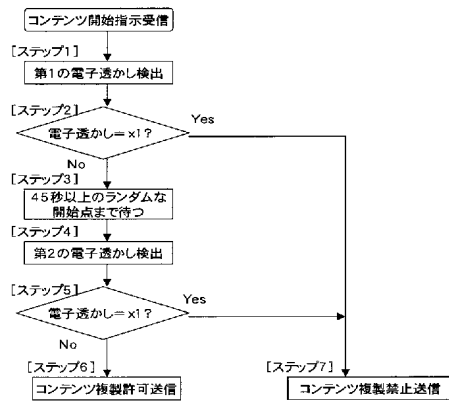 コンテンツ開始指示受信
[ステップ1]
第1の電子透かし検出
[ステップ2]
電子透かし=x1?
Yes
No
[ステップ3]
45秒以上のランダムな
開始点まで待つ
[ステップ4]
第2の電子透かし検出
[ステップ5]
電子透かし=x1?
Yes
No
[ステップ6]
コンテンツ複製許可送信
[ステップ7]
コンテンツ複製禁止送信